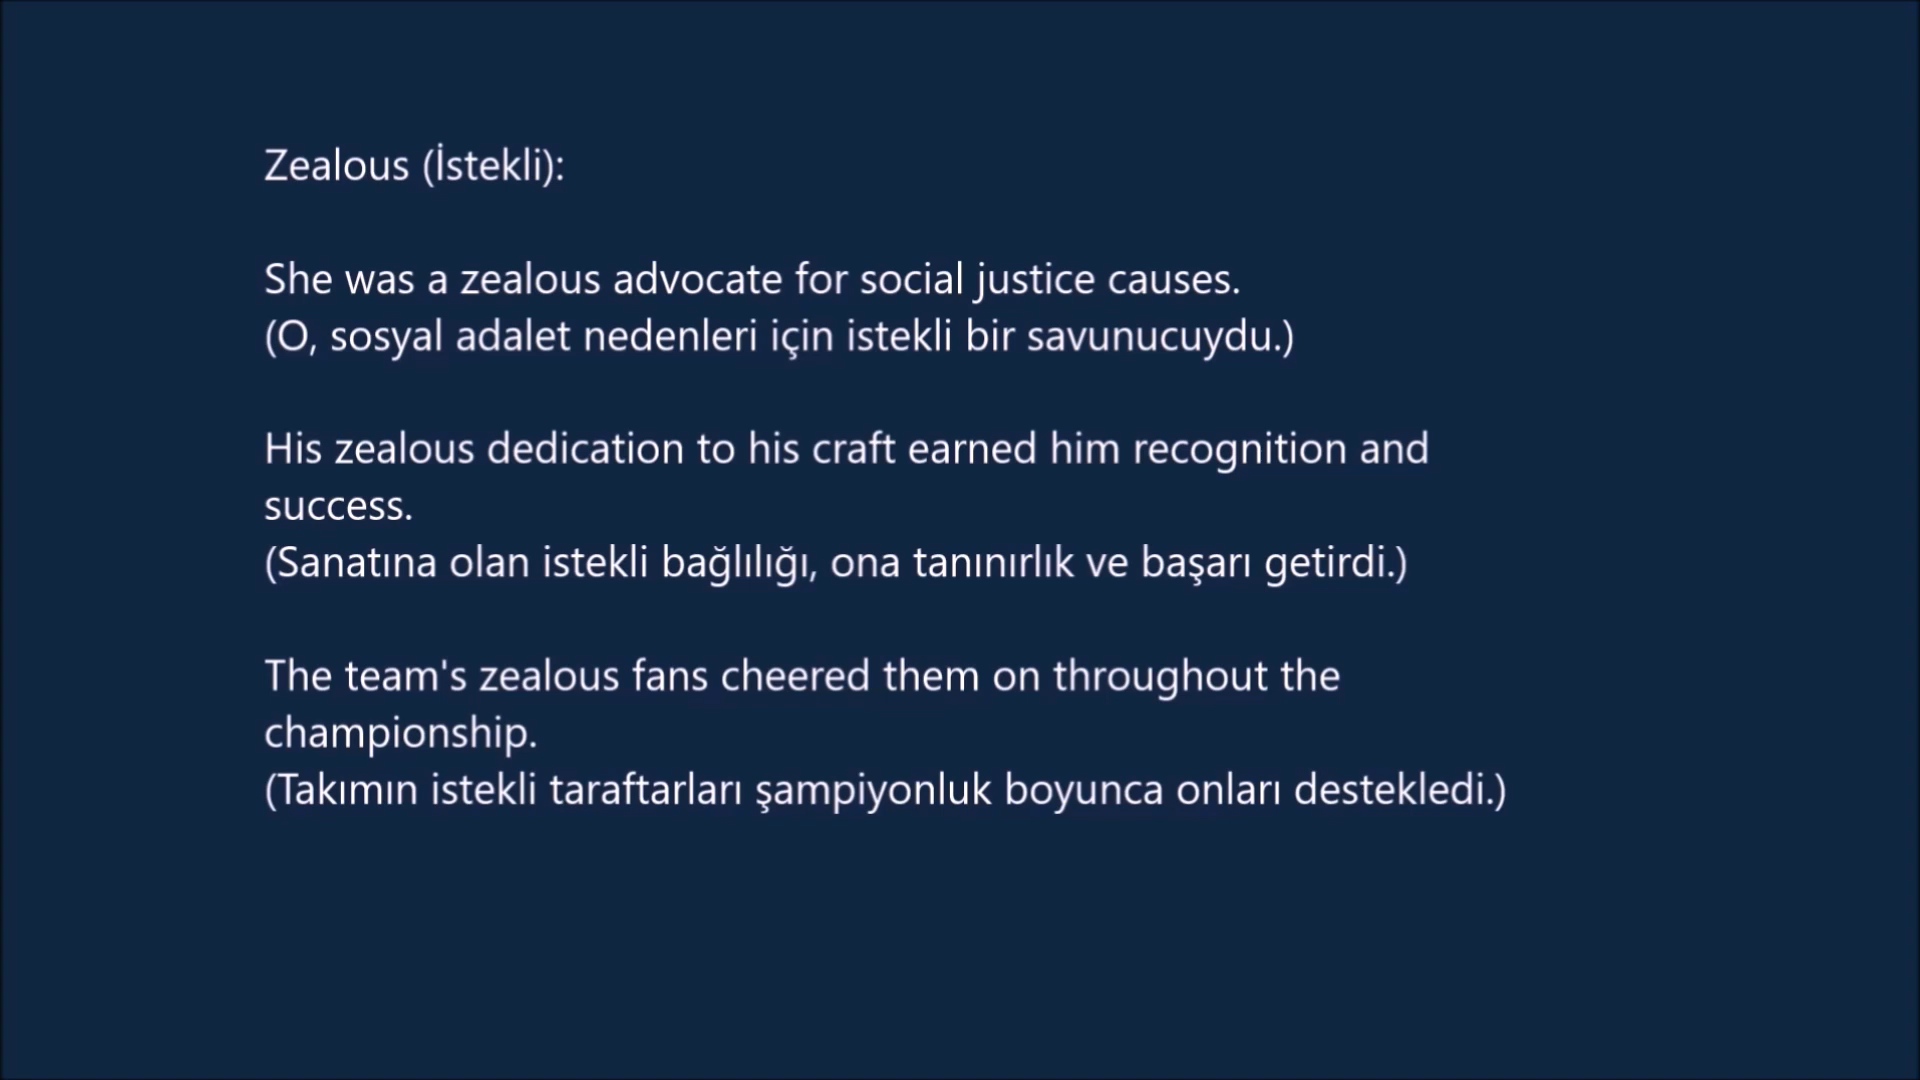 Zealous (İstekli):
She was a zealous advocate for social justice causes.
(O, sosyal adalet nedenleri için istekli bir savunucuydu.)
His zealous dedication to his craft earned him recognition and
success.
(Sanatına olan istekli bağlılığı, ona tanınırlık ve başarı getirdi.)
The team's zealous fans cheered them on throughout the
championship.
(Takımın istekli taraftarları şampiyonluk boyunca onları destekledi.)